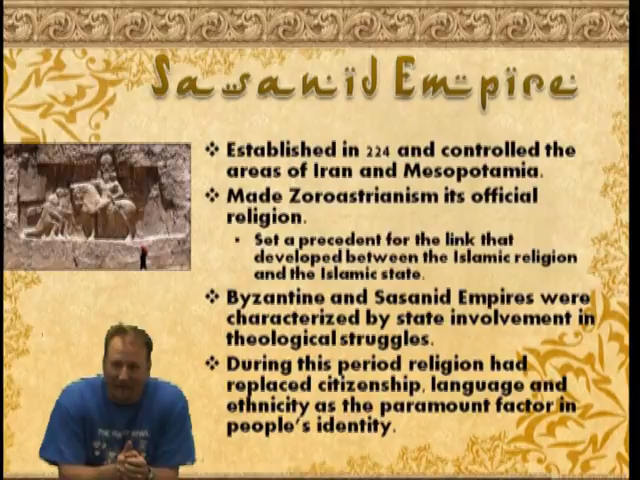 Sasanid Empire
❖ Established in 224 and controlled the
areas of Iran and Mesopotamia.
❖ Made Zoroastrianism its official
religion.
▪ Set a precedent for the link that
developed between the Islamic religion
and the Islamic state.
❖ Byzantine and Sasanid Empires were
characterized by state involvement in
theological struggles.
❖ During this period religion had
replaced citizenship, language and
ethnicity as the paramount factor in
people's identity.
THE